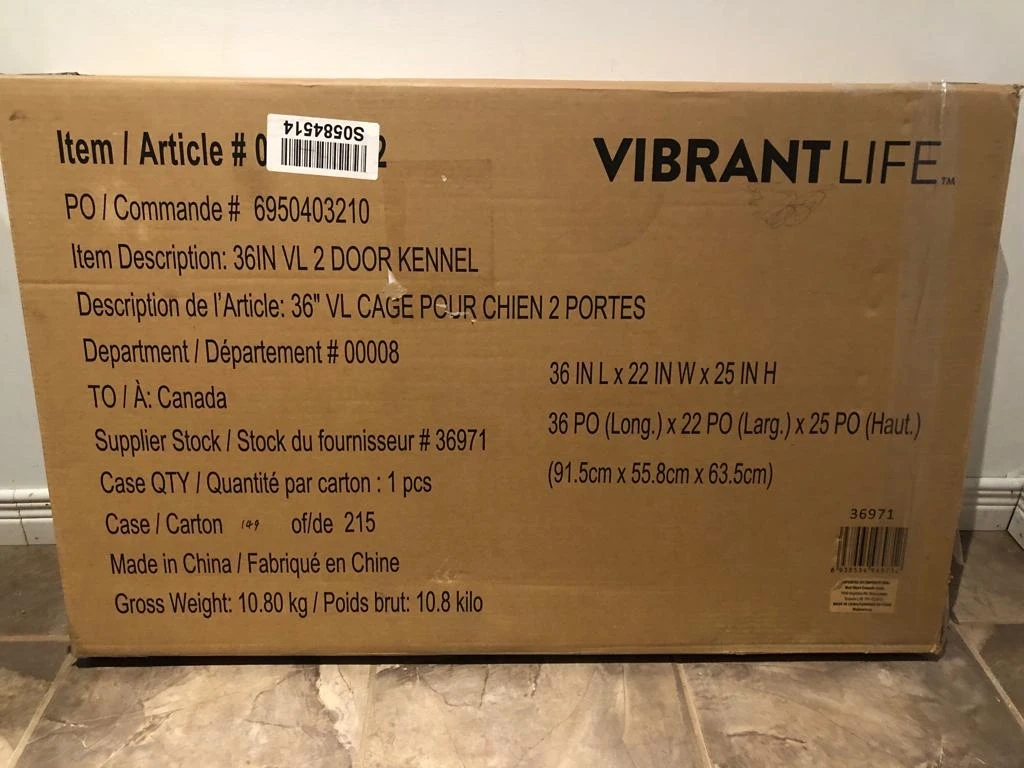 Item / Article # 0
2
S0584514
VIBRANT LIFE™
PO / Commande # 6950403210
Item Description: 36IN VL 2 DOOR KENNEL
Description de l'Article: 36" VL CAGE POUR CHIEN 2 PORTES
Department / Département # 00008
TO / À: Canada
Supplier Stock / Stock du fournisseur # 36971
Case QTY / Quantité par carton : 1 pcs
Case / Carton 149 of/de 215
Made in China / Fabriqué en Chine
Gross Weight: 10.80 kg / Poids brut: 10.8 kilo
36 IN L x 22 IN W x 25 IN H
36 PO (Long.) x 22 PO (Larg.) x 25 PO (Haut.)
(91.5cm x 55.8cm x 63.5cm)
36971